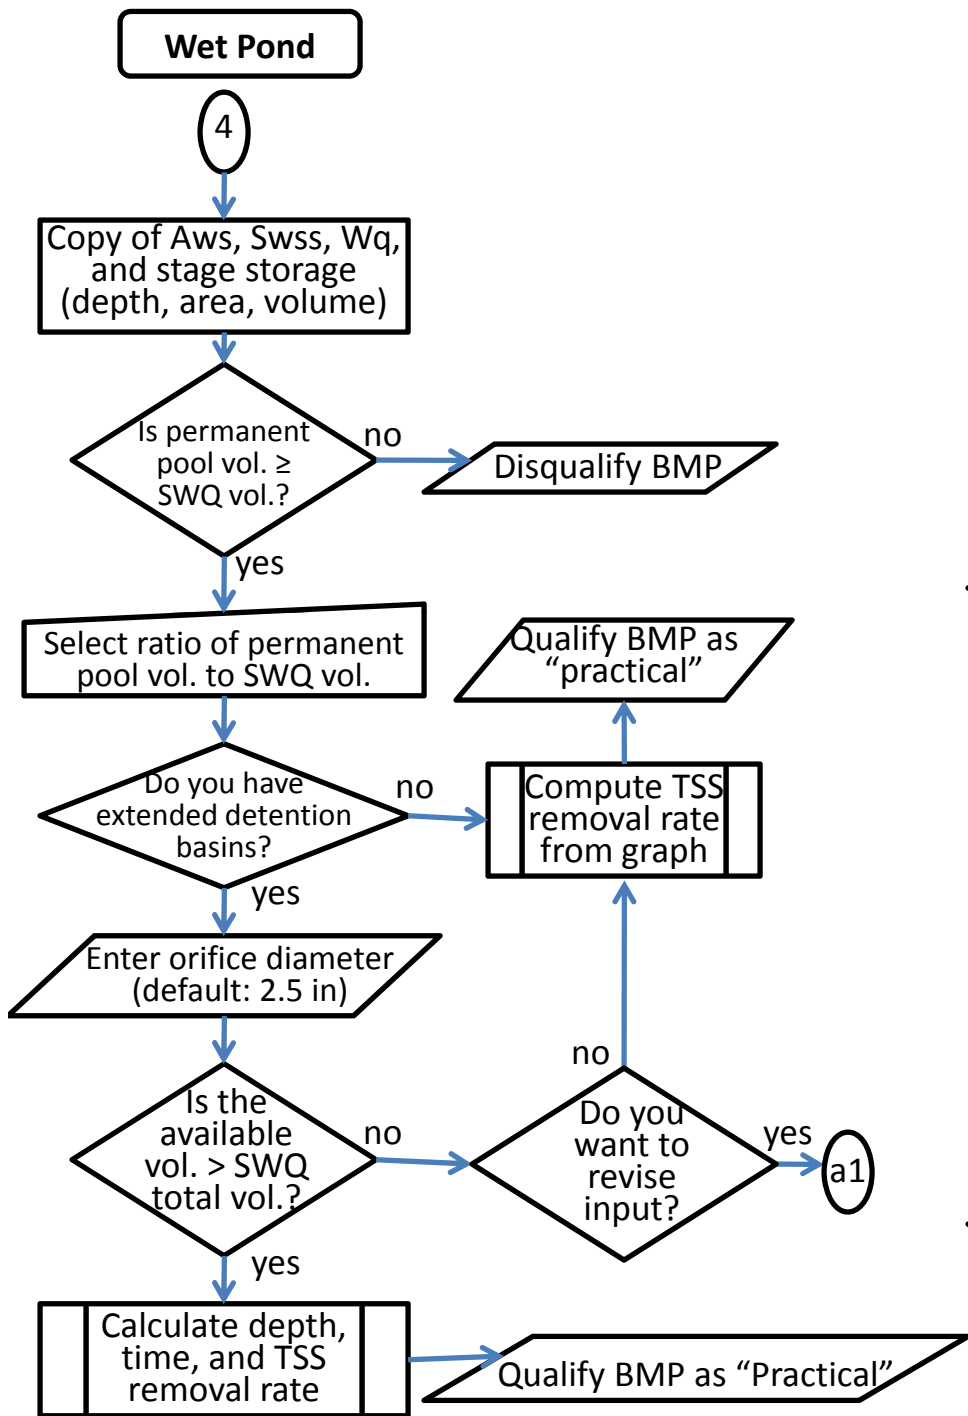 Wet Pond
4
Copy of Aws, Swss, Wq,
and stage storage
(depth, area, volume)
Is permanent
pool vol. ≥
SWQ vol.?
no
Disqualify BMP
yes
Select ratio of permanent
pool vol. to SWQ vol.
Qualify BMP as
“practical”
Do you have
extended detention
basins?
no
Compute TSS
removal rate
from graph
yes
Enter orifice diameter
(default: 2.5 in)
Is the
available
vol. > SWQ
total vol.?
no
no
Do you
want to
revise
input?
yes
a1
yes
Calculate depth,
time, and TSS
removal rate
Qualify BMP as “Practical”